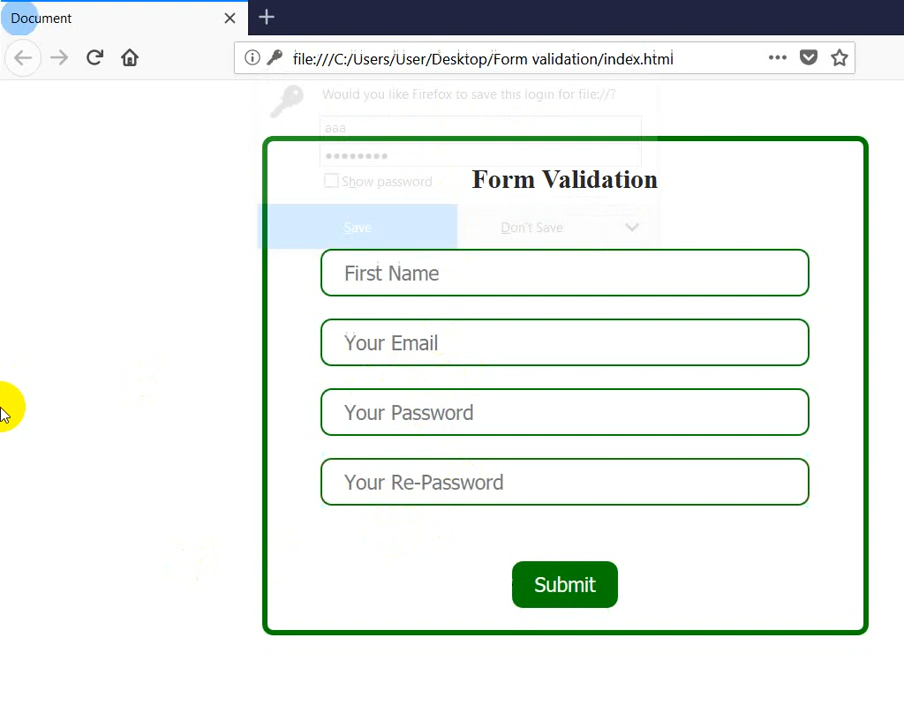 Document
file:///C:/Users/User/Desktop/Form validation/index.html
Would you like Firefox to save this login for file://?
aaa
Show password
Form Validation
Save
Don't Save
First Name
Your Email
Your Password
Your Re-Password
Submit